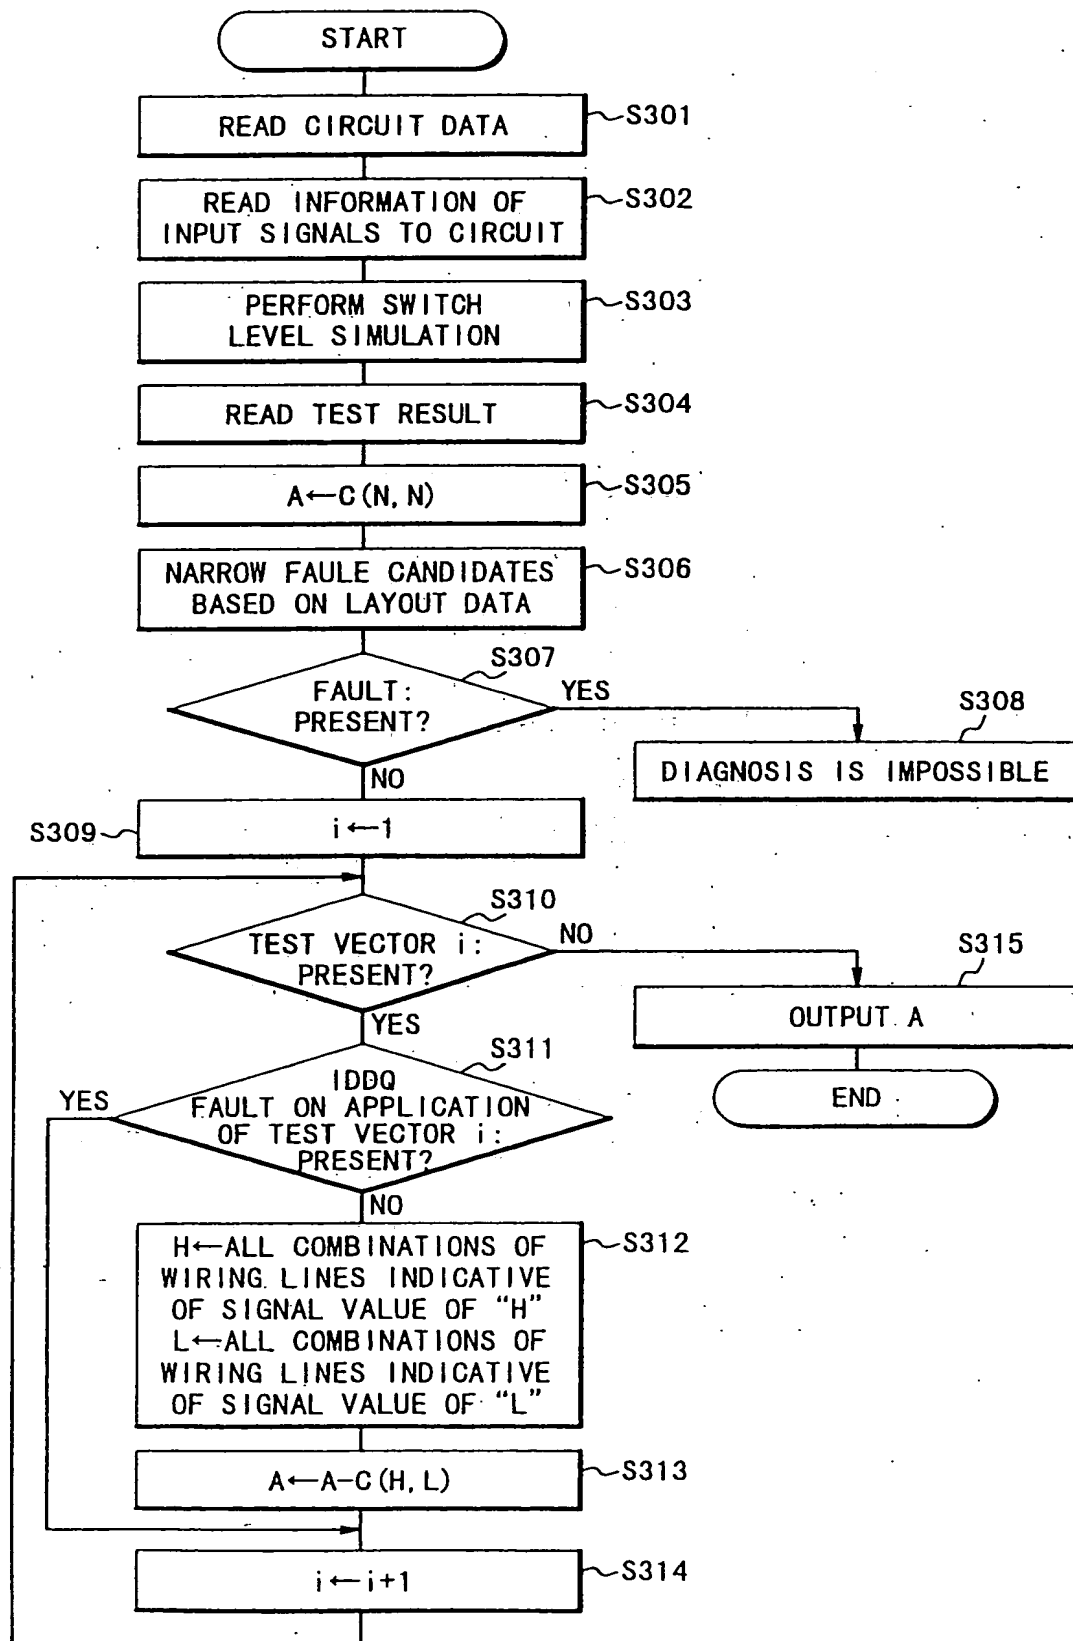 START
READ CIRCUIT DATA
S301
READ INFORMATION OF
INPUT SIGNALS TO CIRCUIT
S302
PERFORM SWITCH
LEVEL SIMULATION
S303
READ TEST RESULT
S304
A←C(N,N)
S305
NARROW FAULE CANDIDATES
BASED ON LAYOUT DATA
S306
S307
FAULT:
PRESENT?
YES
NO
S308
DIAGNOSIS IS IMPOSSIBLE
S309
i←1
S310
TEST VECTOR i:
PRESENT?
NO
YES
S315
OUTPUT A
END
S311
IDDQ
FAULT ON APPLICATION
OF TEST VECTOR i:
PRESENT?
YES
NO
H←ALL COMBINATIONS OF
WIRING LINES INDICATIVE
OF SIGNAL VALUE OF “H”
L←ALL COMBINATIONS OF
WIRING LINES INDICATIVE
OF SIGNAL VALUE OF “L”
S312
A←A-C(H,L)
S313
i←i+1
S314